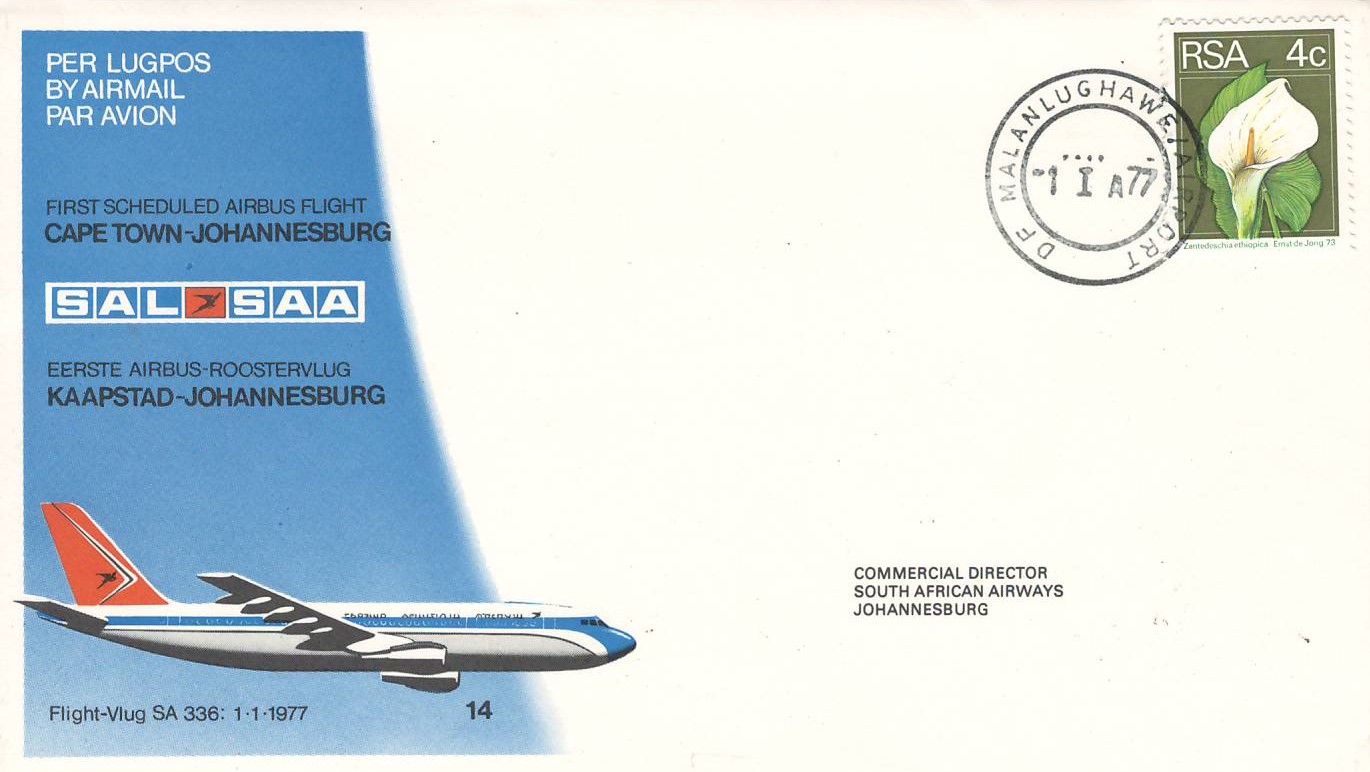 PER LUGPOS
BY AIRMAIL
PAR AVION
FIRST SCHEDULED AIRBUS FLIGHT
CAPE TOWN-JOHANNESBURG
SAL SAA
EERSTE AIRBUS-ROOSTERVLUG
KAAPSTAD-JOHANNESBURG
Flight-Vlug SA 336: 1·1·1977
14
RSA 4c
Zantedeschia ethiopica Ernst de Jong 73
D F MALANLUGHAWE/AIRPORT
-1 I A77
COMMERCIAL DIRECTOR
SOUTH AFRICAN AIRWAYS
JOHANNESBURG